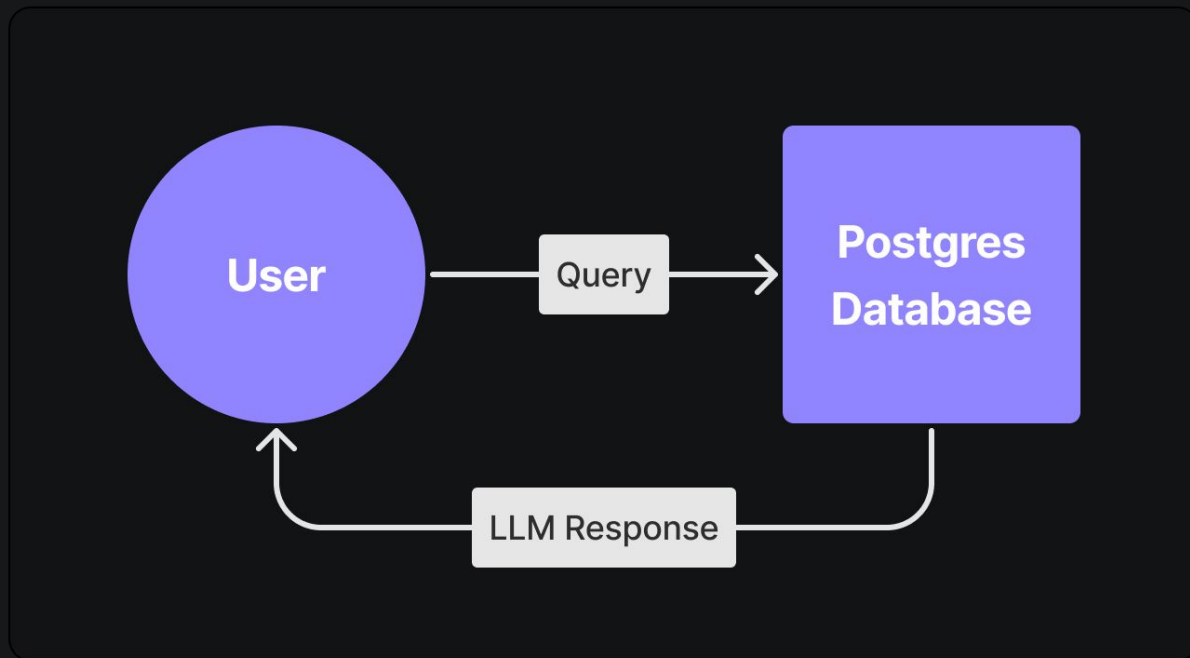 User
Query
Postgres
Database
LLM Response